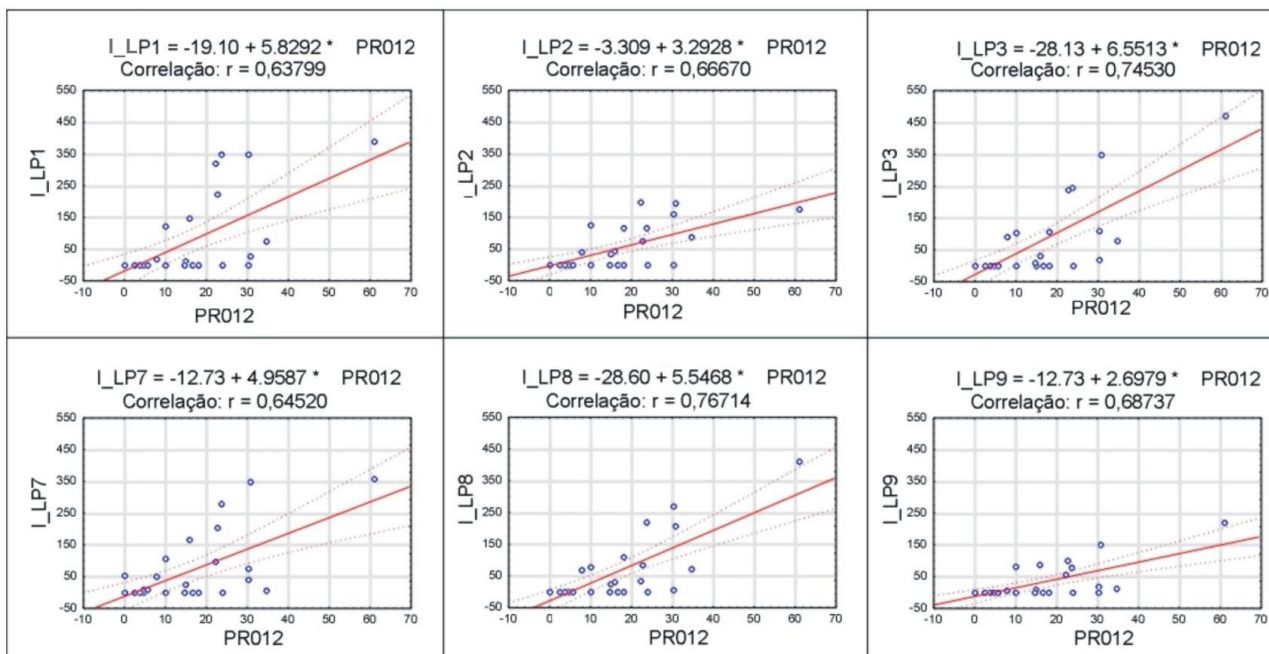 I_LP1 = -19.10 + 5.8292 * PR012
Correlação: r = 0,63799
550
450
350
250
150
50
-50
I_LP1
-10 0 10 20 30 40 50 60 70
PR012
I_LP2 = -3.309 + 3.2928 * PR012
Correlação: r = 0,66670
550
450
350
250
150
50
-50
I_LP2
-10 0 10 20 30 40 50 60 70
PR012
I_LP3 = -28.13 + 6.5513 * PR012
Correlação: r = 0,74530
550
450
350
250
150
50
-50
I_LP3
-10 0 10 20 30 40 50 60 70
PR012
I_LP7 = -12.73 + 4.9587 * PR012
Correlação: r = 0,64520
550
450
350
250
150
50
-50
I_LP7
-10 0 10 20 30 40 50 60 70
PR012
I_LP8 = -28.60 + 5.5468 * PR012
Correlação: r = 0,76714
550
450
350
250
150
50
-50
I_LP8
-10 0 10 20 30 40 50 60 70
PR012
I_LP9 = -12.73 + 2.6979 * PR012
Correlação: r = 0,68737
550
450
350
250
150
50
-50
I_LP9
-10 0 10 20 30 40 50 60 70
PR012